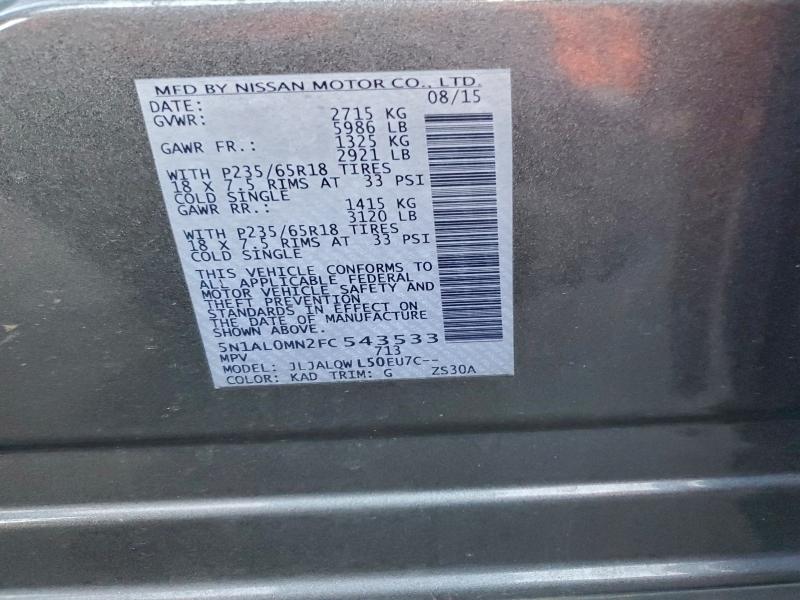 MFD BY NISSAN MOTOR CO., LTD.
DATE: 08/15
GVWR: 2715 KG
5986 LB
GAWR FR.: 1325 KG
2921 LB
WITH P235/65R18 TIRES
18 X 7.5 RIMS AT 33 PSI
COLD SINGLE
GAWR RR.: 1415 KG
3120 LB
WITH P235/65R18 TIRES
18 X 7.5 RIMS AT 33 PSI
COLD SINGLE
THIS VEHICLE CONFORMS TO
ALL APPLICABLE FEDERAL
MOTOR VEHICLE SAFETY AND
THEFT PREVENTION
STANDARDS IN EFFECT ON
THE DATE OF MANUFACTURE
SHOWN ABOVE.
5N1AL0MN2FC 543533
MPV 713
MODEL: JLJALQW L50EU7C--
COLOR: KAD TRIM: G ZS30A